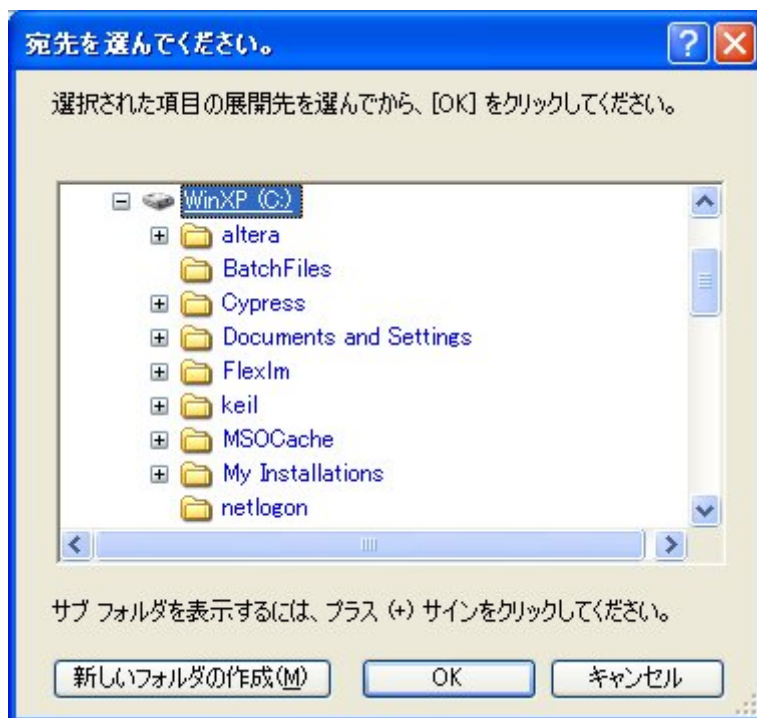 宛先を選んでください。
選択された項目の展開先を選んでから、[OK] をクリックしてください。
WinXP (C:)
altera
BatchFiles
Cypress
Documents and Settings
Flexlm
keil
MSOCache
My Installations
netlogon
サブ フォルダを表示するには、プラス (+) サインをクリックしてください。
新しいフォルダの作成(M) OK キャンセル